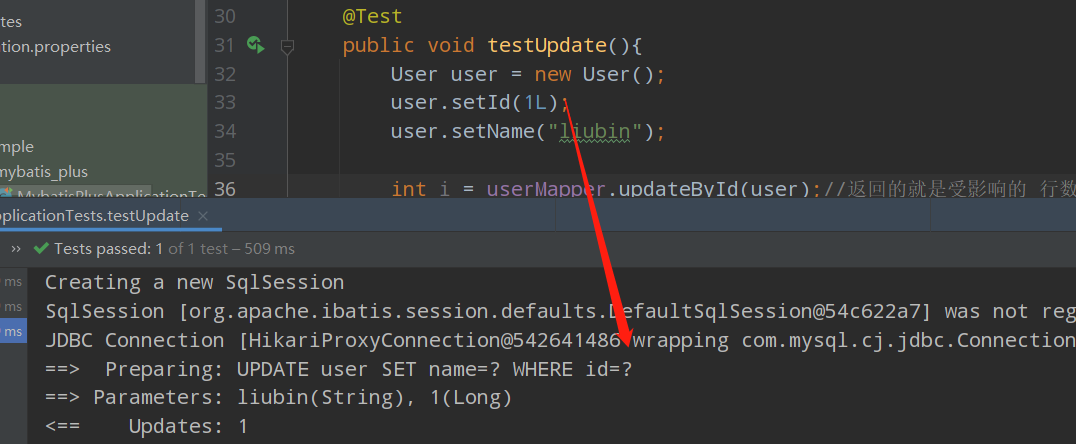 tes
tion.properties
mple
mybatis_plus
MybatisPlusApplicationTe
30 @Test
31 public void testUpdate(){
32 User user = new User();
33 user.setId(1L);
34 user.setName("liubin");
35
36 int i = userMapper.updateById(user);//返回的就是受影响的 行数
plicationTests.testUpdate ×
» Tests passed: 1 of 1 test – 509 ms
ms Creating a new SqlSession
ms SqlSession [org.apache.ibatis.session.defaults.DefaultSqlSession@54c622a7] was not reg
ms JDBC Connection [HikariProxyConnection@542641486 wrapping com.mysql.cj.jdbc.Connection
==> Preparing: UPDATE user SET name=? WHERE id=?
==> Parameters: liubin(String), 1(Long)
<== Updates: 1